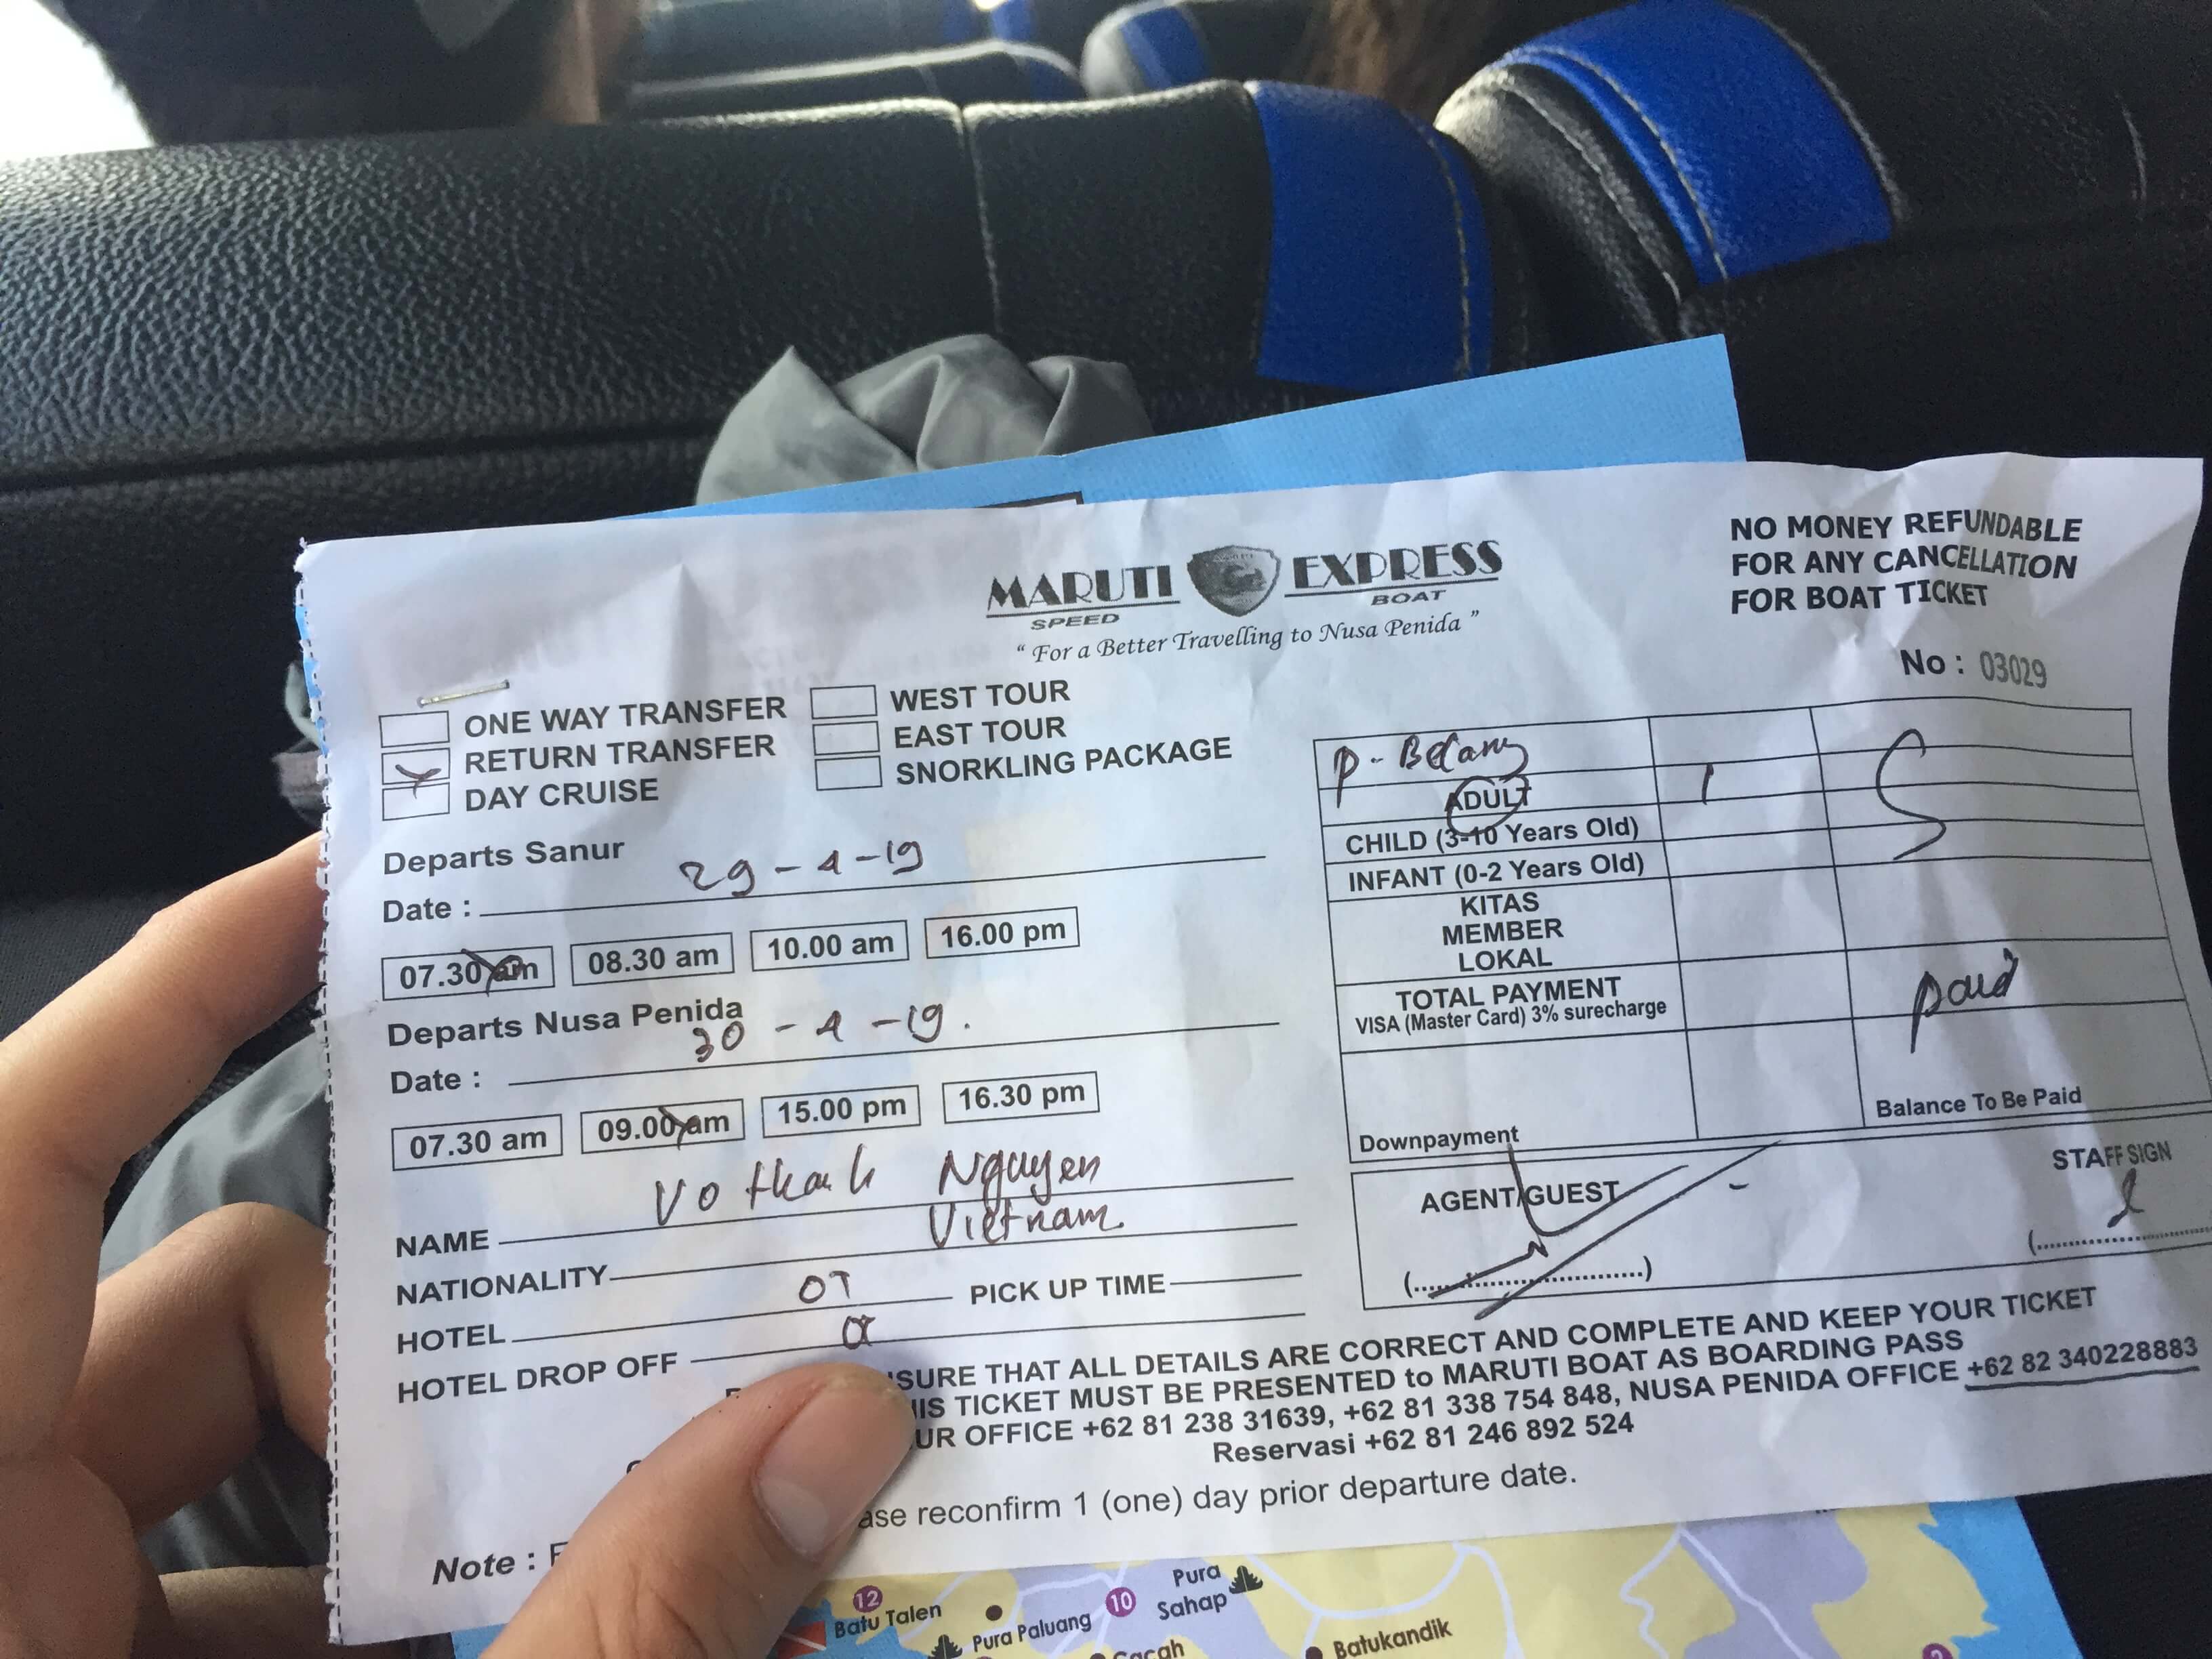 MARUTI EXPRESS
SPEED BOAT
“ For a Better Travelling to Nusa Penida ”
NO MONEY REFUNDABLE
FOR ANY CANCELLATION
FOR BOAT TICKET
No : 03029
ONE WAY TRANSFER
RETURN TRANSFER
DAY CRUISE
WEST TOUR
EAST TOUR
SNORKLING PACKAGE
Departs Sanur
Date : 29-4-19
07.30 am 08.30 am 10.00 am 16.00 pm
Departs Nusa Penida
Date : 30-4-19.
07.30 am 09.00 am 15.00 pm 16.30 pm
NAME Vo thanh Nguyen
NATIONALITY Vietnam.
HOTEL OT PICK UP TIME
HOTEL DROP OFF
ADULT 1
CHILD (3-10 Years Old)
INFANT (0-2 Years Old)
KITAS
MEMBER
LOKAL
TOTAL PAYMENT
VISA (Master Card) 3% surecharge
paid
Downpayment
Balance To Be Paid
AGENT/GUEST
STAFF SIGN
SURE THAT ALL DETAILS ARE CORRECT AND COMPLETE AND KEEP YOUR TICKET
IS TICKET MUST BE PRESENTED to MARUTI BOAT AS BOARDING PASS
UR OFFICE +62 81 238 31639, +62 81 338 754 848, NUSA PENIDA OFFICE +62 82 340228883
Reservasi +62 81 246 892 524
Note :
ase reconfirm 1 (one) day prior departure date.
12
Batu Talen
Pura Paluang
10
Pura
Sahap
Batukandik